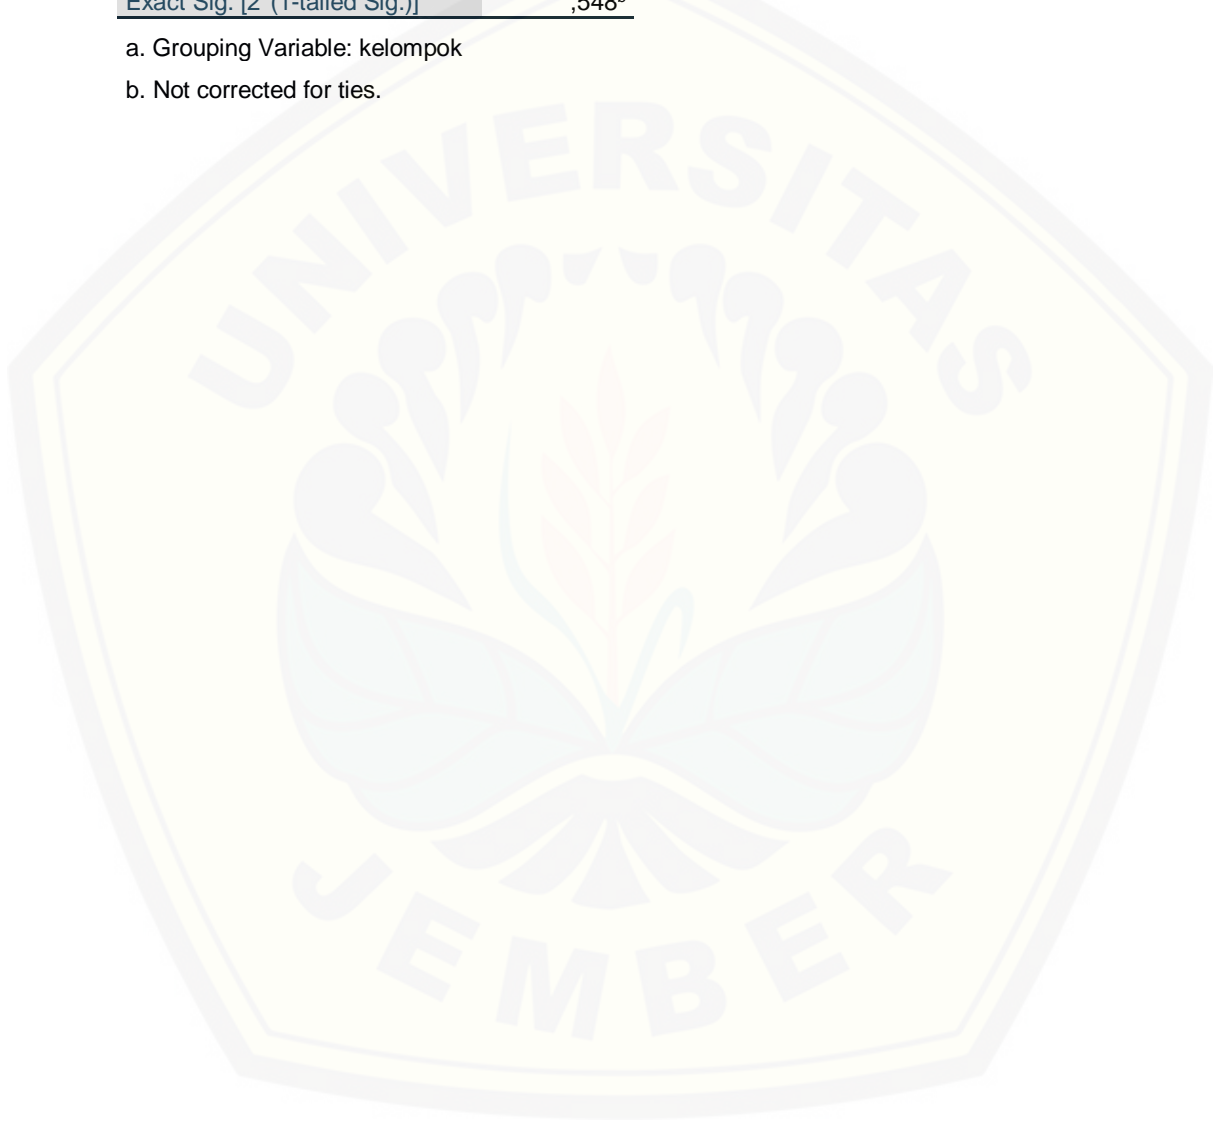 Exact Sig. [2*(1-tailed Sig.)] ,548ᵇ
a. Grouping Variable: kelompok
b. Not corrected for ties.
UNIVERSITAS
JEMBER